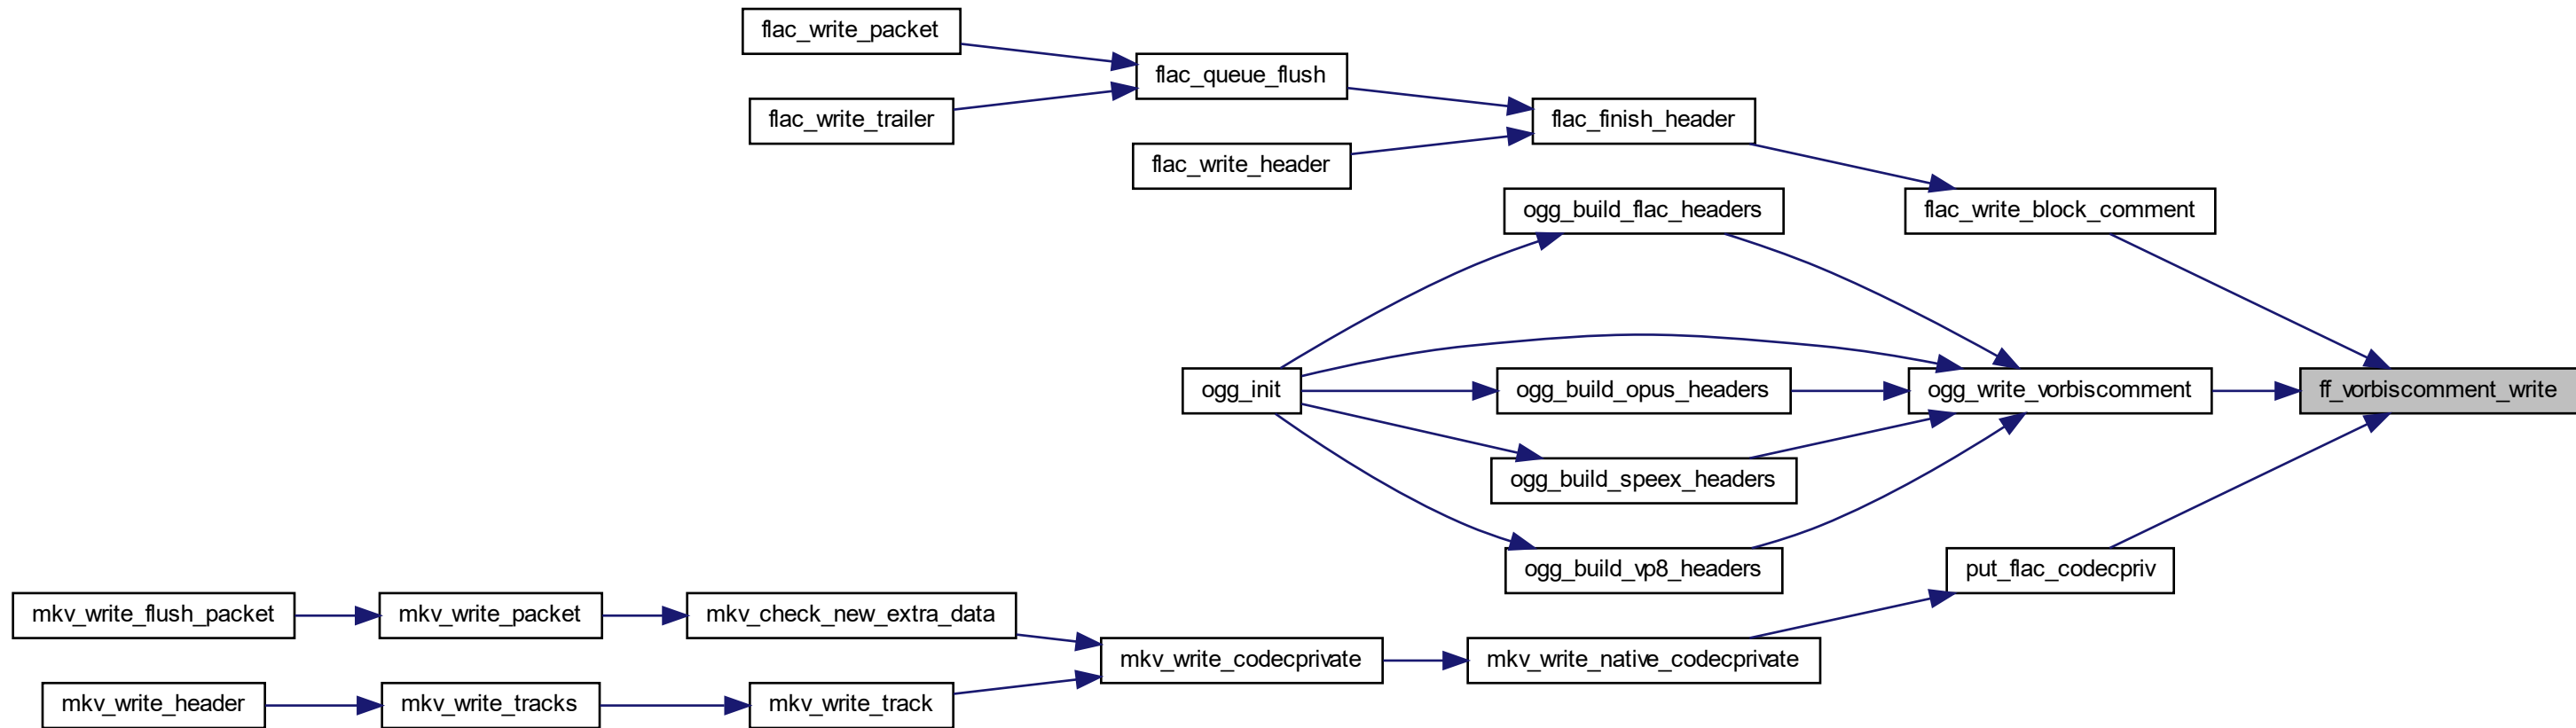 flac_write_packet
flac_queue_flush
flac_write_trailer
flac_finish_header
flac_write_header
ogg_build_flac_headers
flac_write_block_comment
ogg_init
ogg_build_opus_headers
ogg_write_vorbiscomment
ff_vorbiscomment_write
ogg_build_speex_headers
ogg_build_vp8_headers
put_flac_codecpriv
mkv_write_flush_packet
mkv_write_packet
mkv_check_new_extra_data
mkv_write_codecprivate
mkv_write_native_codecprivate
mkv_write_header
mkv_write_tracks
mkv_write_track